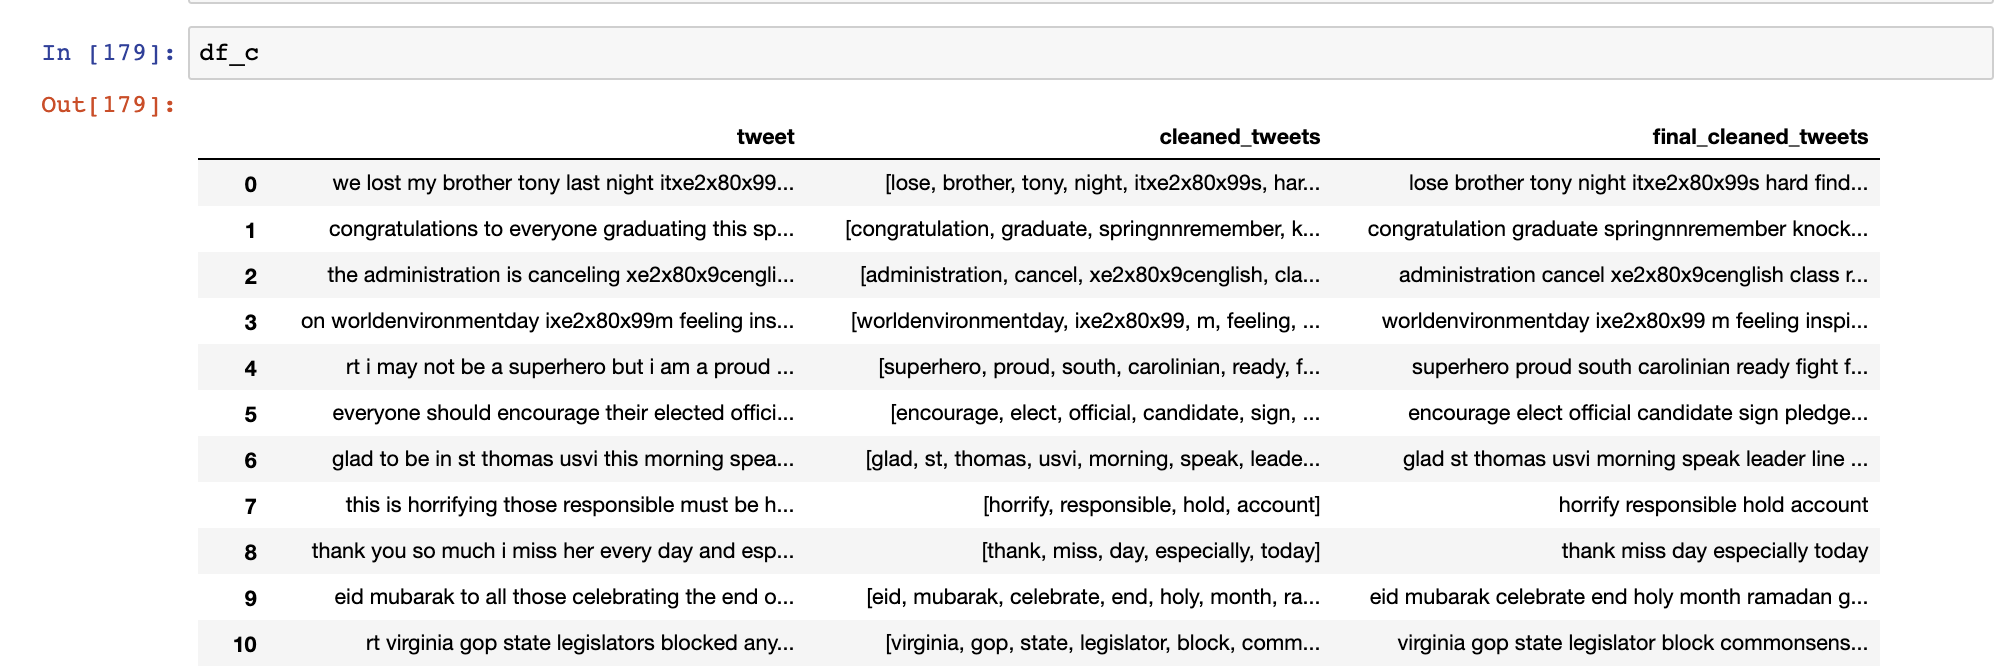 In [179]: df_c
Out[179]:
tweet cleaned_tweets final_cleaned_tweets
0 we lost my brother tony last night itxe2x80x99... [lose, brother, tony, night, itxe2x80x99s, har... lose brother tony night itxe2x80x99s hard find...
1 congratulations to everyone graduating this sp... [congratulation, graduate, springnnremember, k... congratulation graduate springnnremember knock...
2 the administration is canceling xe2x80x9cengli... [administration, cancel, xe2x80x9cenglish, cla... administration cancel xe2x80x9cenglish class r...
3 on worldenvironmentday ixe2x80x99m feeling ins... [worldenvironmentday, ixe2x80x99, m, feeling, ... worldenvironmentday ixe2x80x99 m feeling inspi...
4 rt i may not be a superhero but i am a proud ... [superhero, proud, south, carolinian, ready, f... superhero proud south carolinian ready fight f...
5 everyone should encourage their elected offici... [encourage, elect, official, candidate, sign, ... encourage elect official candidate sign pledge...
6 glad to be in st thomas usvi this morning spea... [glad, st, thomas, usvi, morning, speak, leade... glad st thomas usvi morning speak leader line ...
7 this is horrifying those responsible must be h... [horrify, responsible, hold, account] horrify responsible hold account
8 thank you so much i miss her every day and esp... [thank, miss, day, especially, today] thank miss day especially today
9 eid mubarak to all those celebrating the end o... [eid, mubarak, celebrate, end, holy, month, ra... eid mubarak celebrate end holy month ramadan g...
10 rt virginia gop state legislators blocked any... [virginia, gop, state, legislator, block, comm... virginia gop state legislator block commonsens...